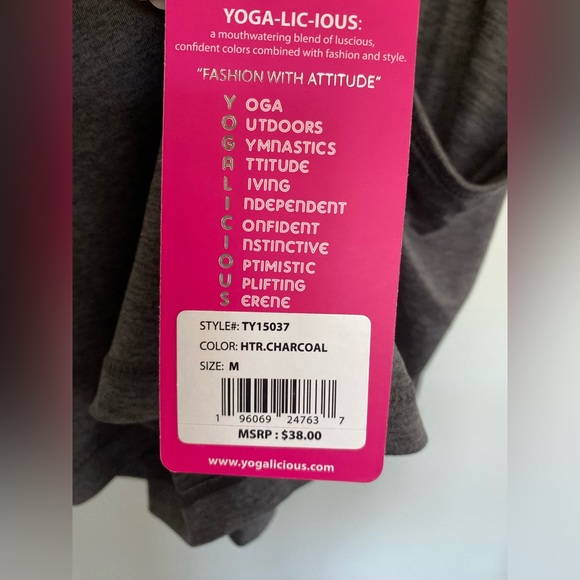 YOGA-LIC-IOUS:
a mouthwatering blend of luscious,
confident colors combined with fashion and style.
"FASHION WITH ATTITUDE"
YOGA
OUTDOORS
GYMNASTICS
ATTITUDE
LIVING
INDEPENDENT
CONFIDENT
INSTINCTIVE
OPTIMISTIC
UPLIFTING
SERENE
STYLE#: TY15037
COLOR: HTR.CHARCOAL
SIZE: M
1 96069 24763 7
MSRP : $38.00
www.yogalicious.com